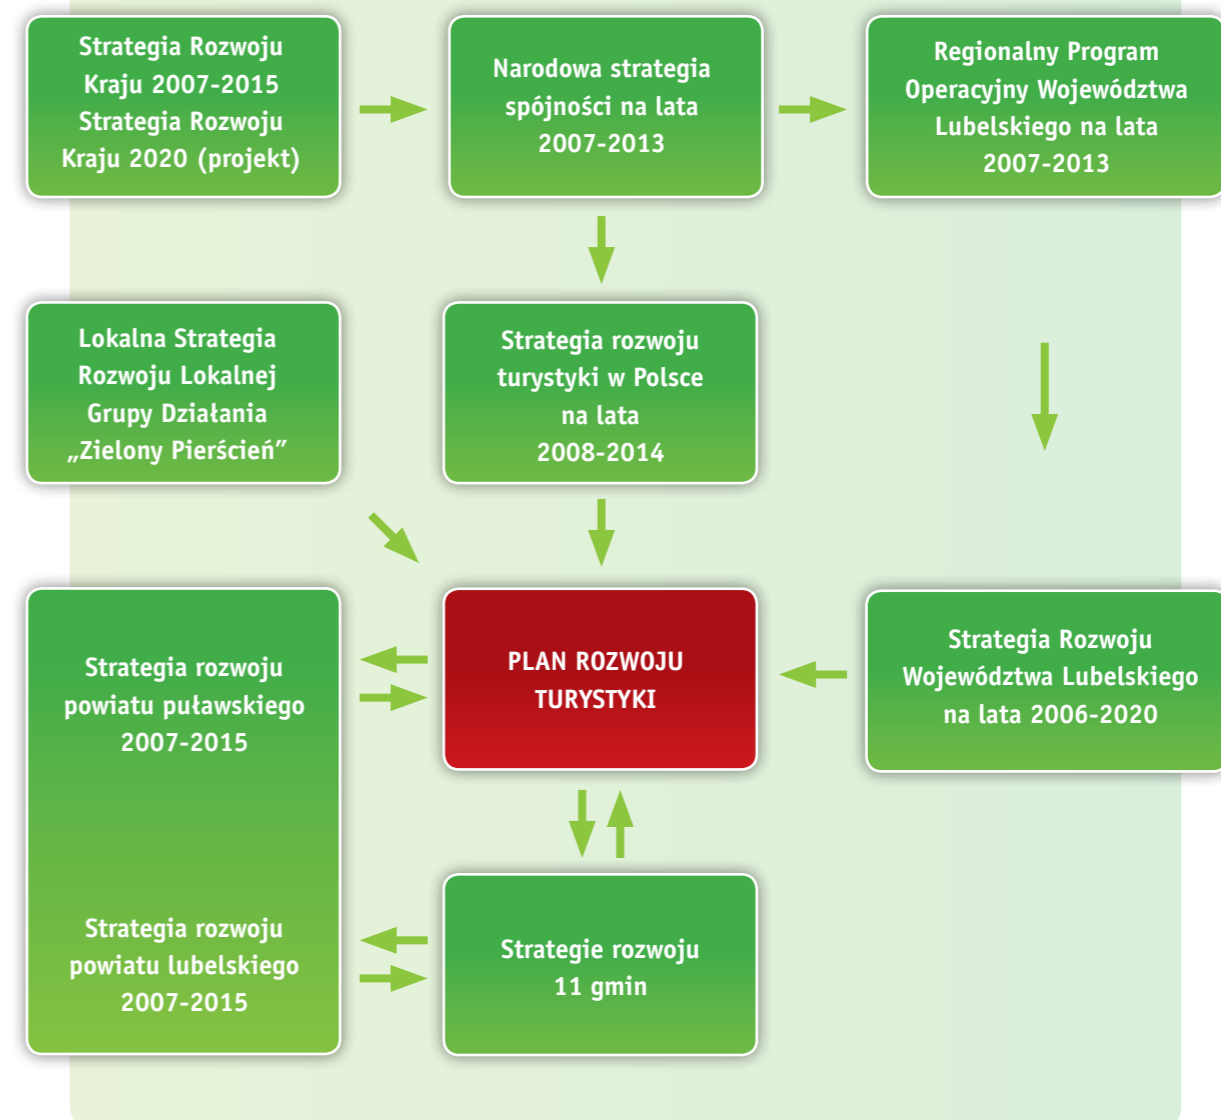 Strategia Rozwoju
Kraju 2007-2015
Strategia Rozwoju
Kraju 2020 (projekt)
Narodowa strategia
spójności na lata
2007-2013
Regionalny Program
Operacyjny Województwa
Lubelskiego na lata
2007-2013
Lokalna Strategia
Rozwoju Lokalnej
Grupy Działania
„Zielony Pierścień”
Strategia rozwoju
turystyki w Polsce
na lata
2008-2014
Strategia rozwoju
powiatu puławskiego
2007-2015
PLAN ROZWOJU
TURYSTYKI
Strategia Rozwoju
Województwa Lubelskiego
na lata 2006-2020
Strategia rozwoju
powiatu lubelskiego
2007-2015
Strategie rozwoju
11 gmin